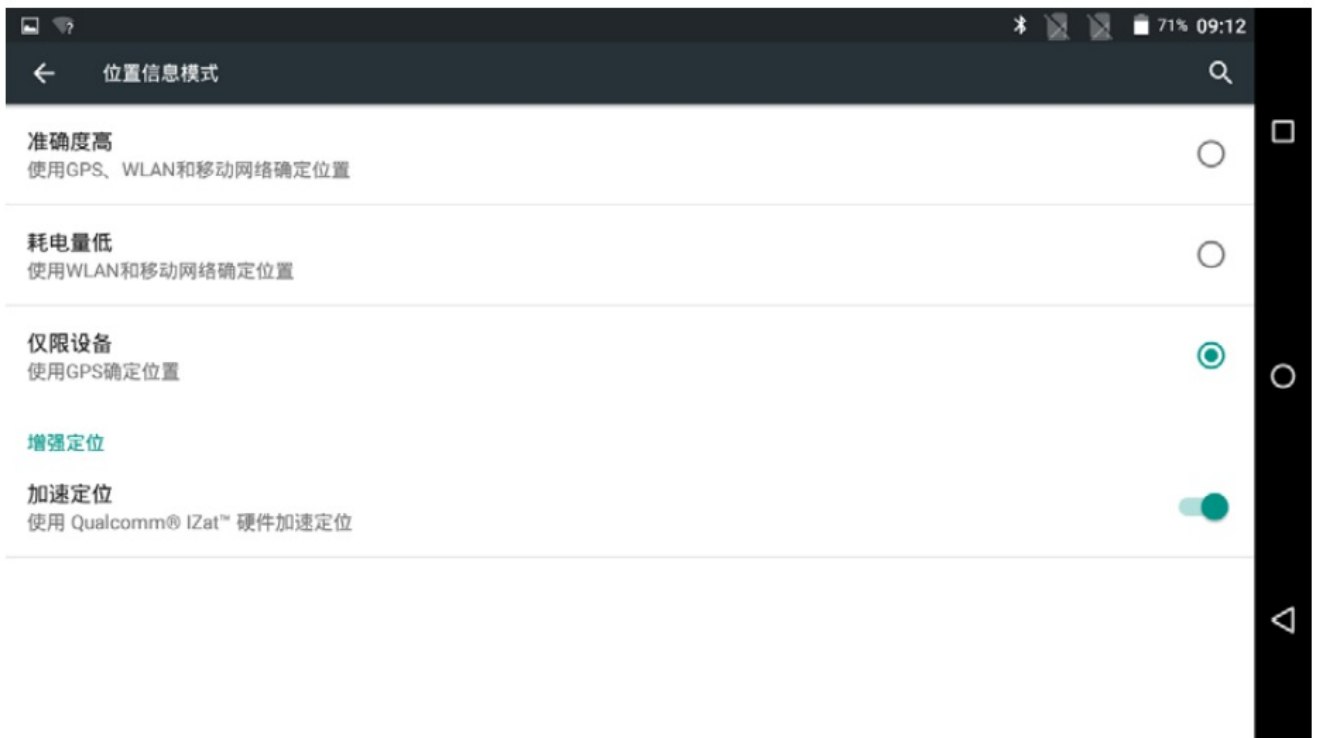 71% 09:12
位置信息模式
准确度高
使用GPS、WLAN和移动网络确定位置
耗电量低
使用WLAN和移动网络确定位置
仅限设备
使用GPS确定位置
增强定位
加速定位
使用 Qualcomm® IZat™ 硬件加速定位